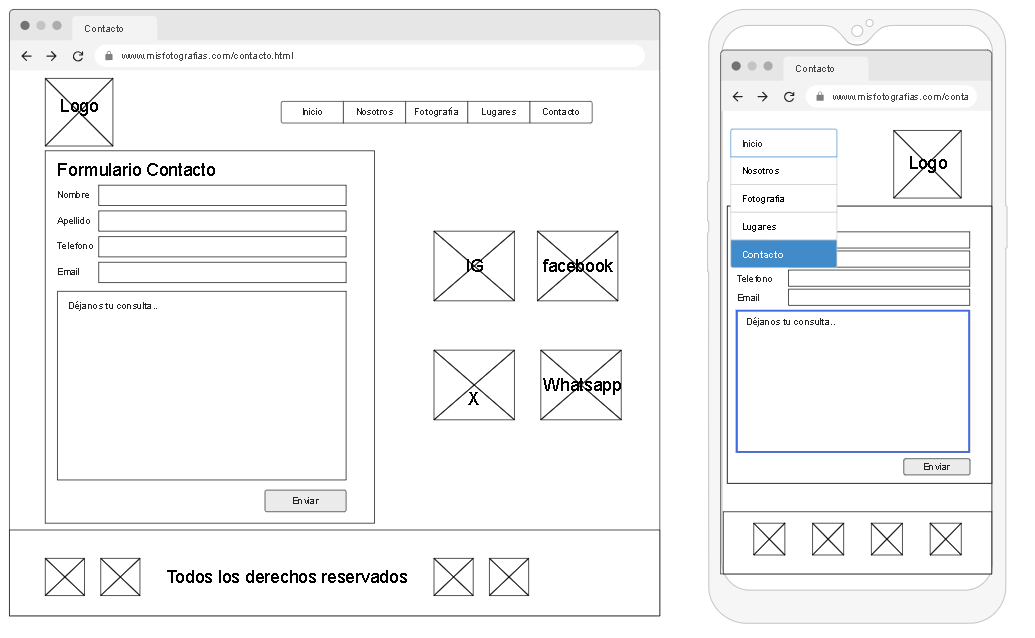 Contacto
www.misfotografias.com/contacto.html
Logo
Inicio Nosotros Fotografía Lugares Contacto
Formulario Contacto
Nombre
Apellido
Telefono
Email
Déjanos tu consulta..
Enviar
IG
facebook
X
Whatsapp
Todos los derechos reservados
Contacto
www.misfotografias.com/conta
Inicio
Nosotros
Fotografía
Lugares
Contacto
Logo
Telefono
Email
Déjanos tu consulta..
Enviar